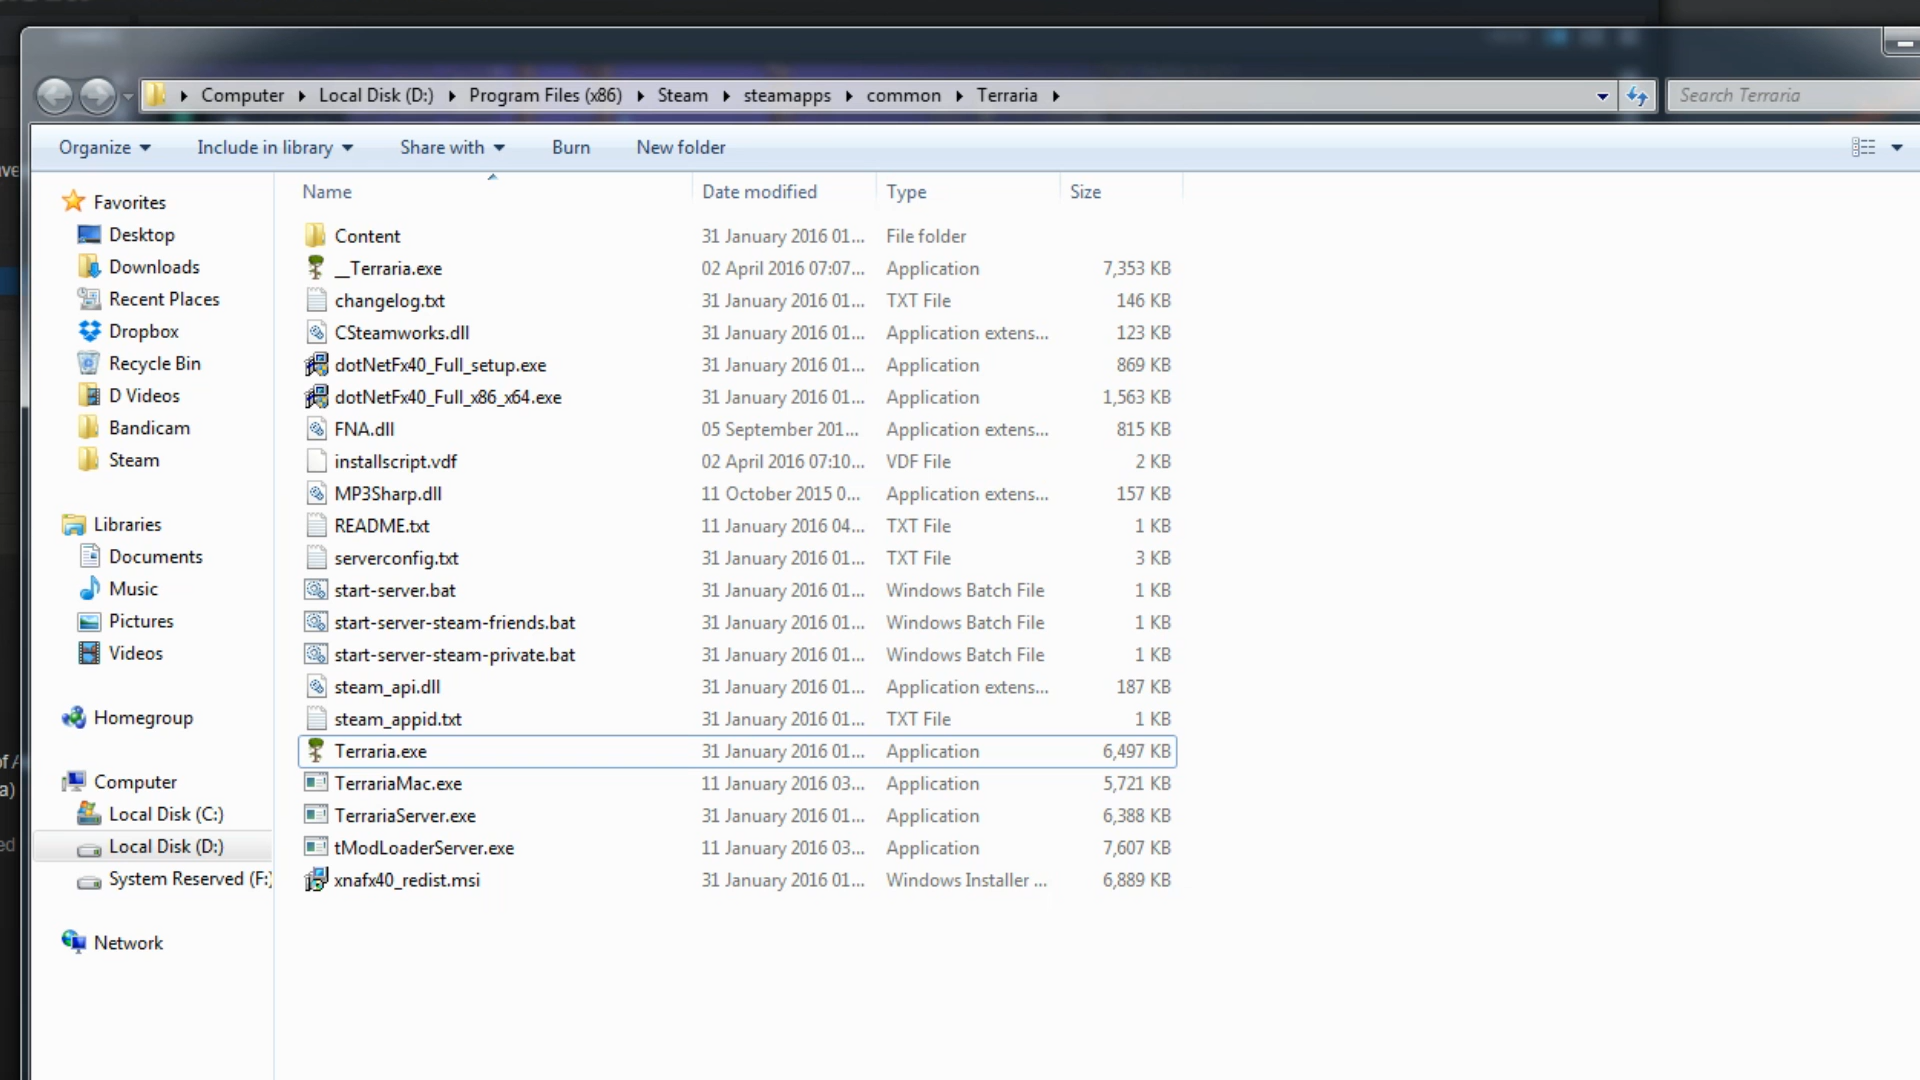 Computer Local Disk (D:) Program Files (x86) Steam steamapps common Terraria Search Terraria
Organize Include in library Share with Burn New folder
Name Date modified Type Size
Favorites
Desktop
Downloads
Recent Places
Dropbox
Recycle Bin
D Videos
Bandicam
Steam
Libraries
Documents
Music
Pictures
Videos
Homegroup
Computer
Local Disk (C:)
Local Disk (D:)
System Reserved (F:)
Network
Content 31 January 2016 01... File folder
__Terraria.exe 02 April 2016 07:07... Application 7,353 KB
changelog.txt 31 January 2016 01... TXT File 146 KB
CSteamworks.dll 31 January 2016 01... Application extens... 123 KB
dotNetFx40_Full_setup.exe 31 January 2016 01... Application 869 KB
dotNetFx40_Full_x86_x64.exe 31 January 2016 01... Application 1,563 KB
FNA.dll 05 September 201... Application extens... 815 KB
installscript.vdf 02 April 2016 07:10... VDF File 2 KB
MP3Sharp.dll 11 October 2015 0... Application extens... 157 KB
README.txt 11 January 2016 04... TXT File 1 KB
serverconfig.txt 31 January 2016 01... TXT File 3 KB
start-server.bat 31 January 2016 01... Windows Batch File 1 KB
start-server-steam-friends.bat 31 January 2016 01... Windows Batch File 1 KB
start-server-steam-private.bat 31 January 2016 01... Windows Batch File 1 KB
steam_api.dll 31 January 2016 01... Application extens... 187 KB
steam_appid.txt 31 January 2016 01... TXT File 1 KB
Terraria.exe 31 January 2016 01... Application 6,497 KB
TerrariaMac.exe 11 January 2016 03... Application 5,721 KB
TerrariaServer.exe 31 January 2016 01... Application 6,388 KB
tModLoaderServer.exe 11 January 2016 03... Application 7,607 KB
xnafx40_redist.msi 31 January 2016 01... Windows Installer ... 6,889 KB